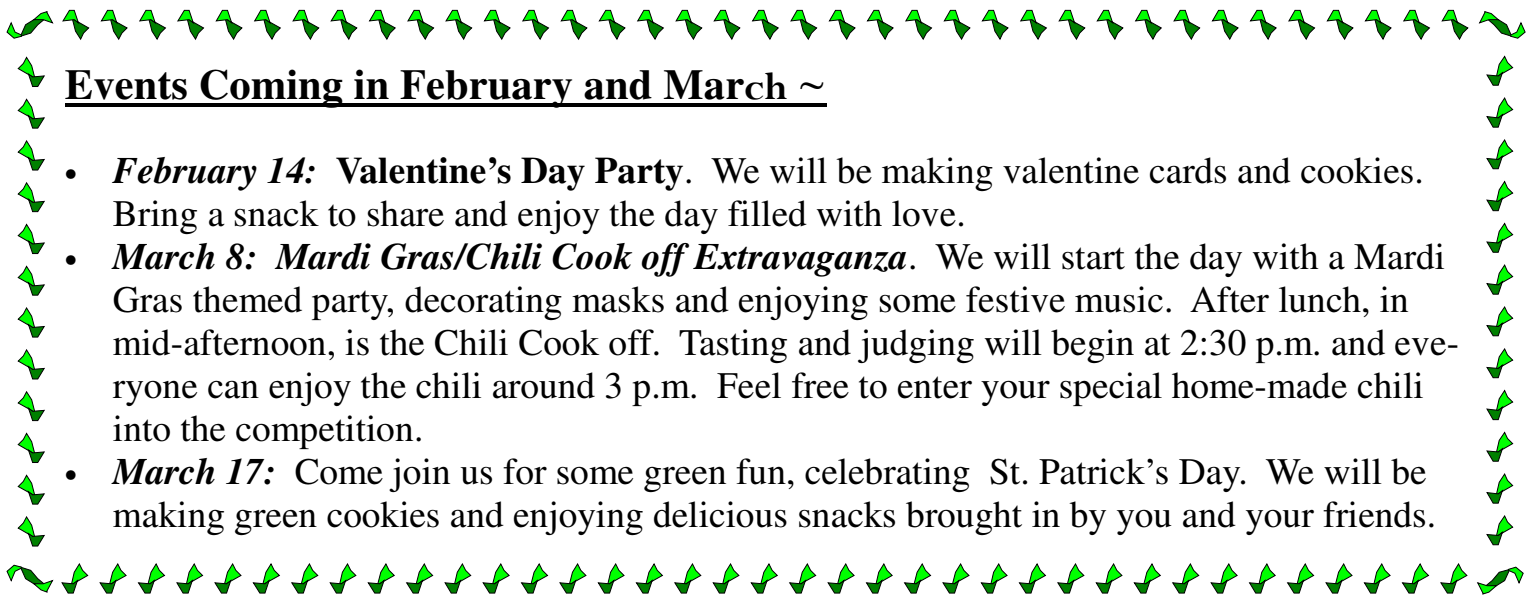 Events Coming in February and March ~
• February 14:  Valentine’s Day Party.  We will be making valentine cards and cookies.
Bring a snack to share and enjoy the day filled with love.
• March 8:  Mardi Gras/Chili Cook off Extravaganza.  We will start the day with a Mardi
Gras themed party, decorating masks and enjoying some festive music.  After lunch, in
mid-afternoon, is the Chili Cook off.  Tasting and judging will begin at 2:30 p.m. and eve-
ryone can enjoy the chili around 3 p.m.  Feel free to enter your special home-made chili
into the competition.
• March 17:  Come join us for some green fun, celebrating  St. Patrick’s Day.  We will be
making green cookies and enjoying delicious snacks brought in by you and your friends.